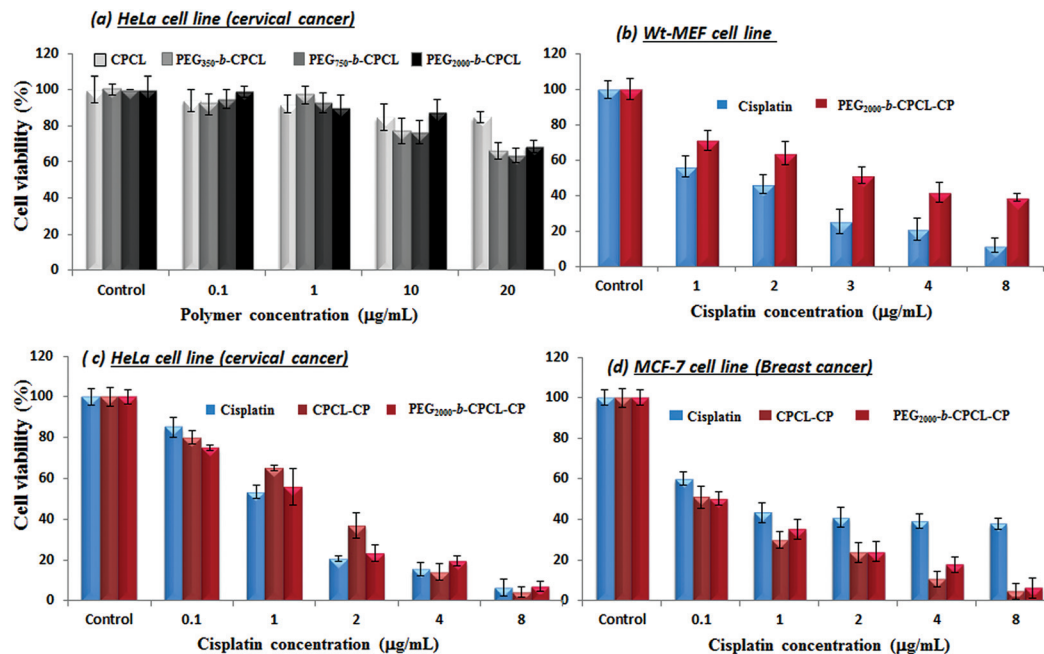 (a) HeLa cell line (cervical cancer)
CPCL PEG350-b-CPCL PEG750-b-CPCL PEG2000-b-CPCL
Cell viability (%)
120
100
80
60
40
20
0
Control 0.1 1 10 20
Polymer concentration (μg/mL)
(b) Wt-MEF cell line
Cisplatin PEG2000-b-CPCL-CP
120
100
80
60
40
20
0
Control 1 2 3 4 8
Cisplatin concentration (μg/mL)
( c) HeLa cell line (cervical cancer)
Cisplatin CPCL-CP PEG2000-b-CPCL-CP
Cell viability (%)
120
100
80
60
40
20
0
Control 0.1 1 2 4 8
Cisplatin concentration (μg/mL)
(d) MCF-7 cell line (Breast cancer)
Cisplatin CPCL-CP PEG2000-b-CPCL-CP
120
100
80
60
40
20
0
Control 0.1 1 2 4 8
Cisplatin concentration (μg/mL)